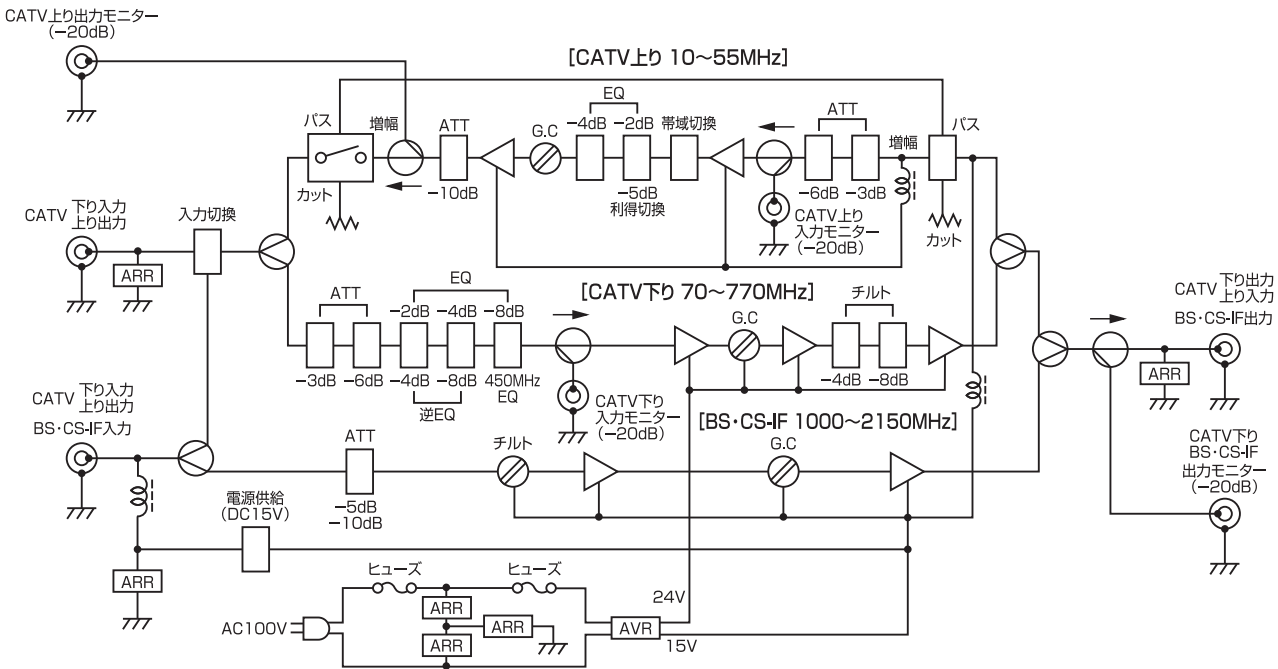 CATV上り出力モニター
(−20dB)
[CATV上り 10〜55MHz]
EQ
ATT
パス
増幅
ATT
G.C
−4dB
−2dB
帯域切換
増幅
パス
カット
−10dB
−5dB
利得切換
−6dB
−3dB
CATV上り
入力モニター
(−20dB)
カット
CATV 下り入力
上り出力
入力切換
ARR
[CATV下り 70〜770MHz]
ATT
EQ
−2dB
−4dB
−8dB
G.C
チルト
−3dB
−6dB
−4dB
−8dB
450MHz
EQ
逆EQ
CATV下り
入力モニター
(−20dB)
−4dB
−8dB
CATV 下り出力
上り入力
BS・CS-IF出力
ARR
CATV 下り入力
上り出力
BS・CS-IF入力
[BS・CS-IF 1000〜2150MHz]
ATT
チルト
G.C
−5dB
−10dB
CATV下り
BS・CS-IF
出力モニター
(−20dB)
電源供給
(DC15V)
ARR
ヒューズ
ヒューズ
ARR
ARR
ARR
AC100V
AVR
24V
15V